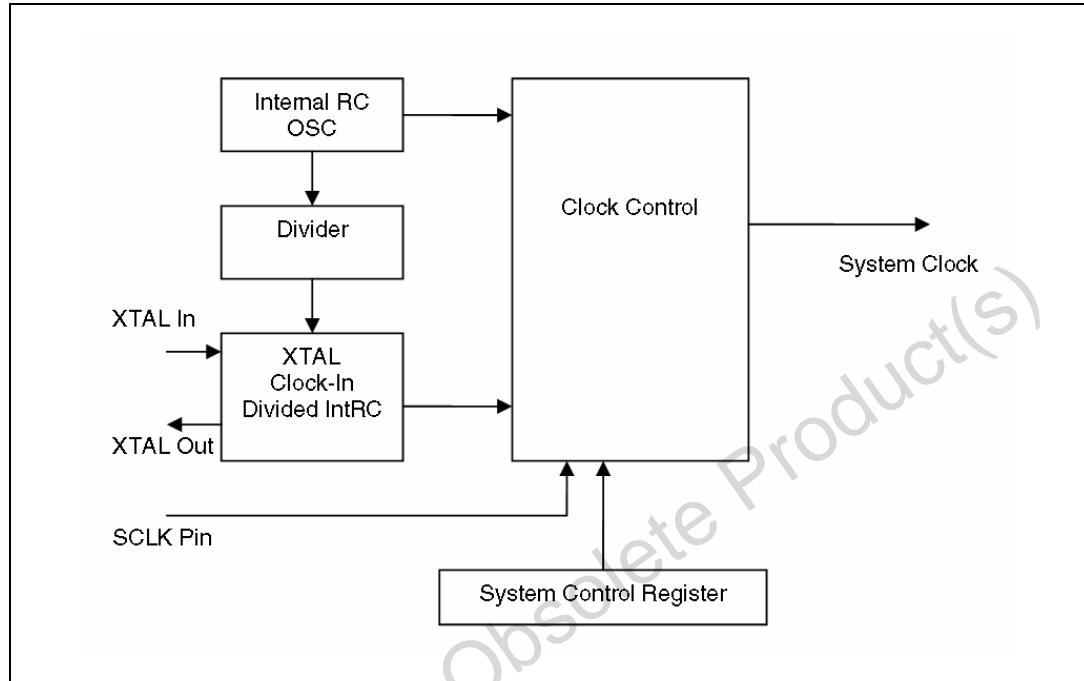 Internal RC
OSC
Divider
Clock Control
System Clock
XTAL In
XTAL
Clock-In
Divided IntRC
XTAL Out
SCLK Pin
System Control Register
Obsolete Product(s)